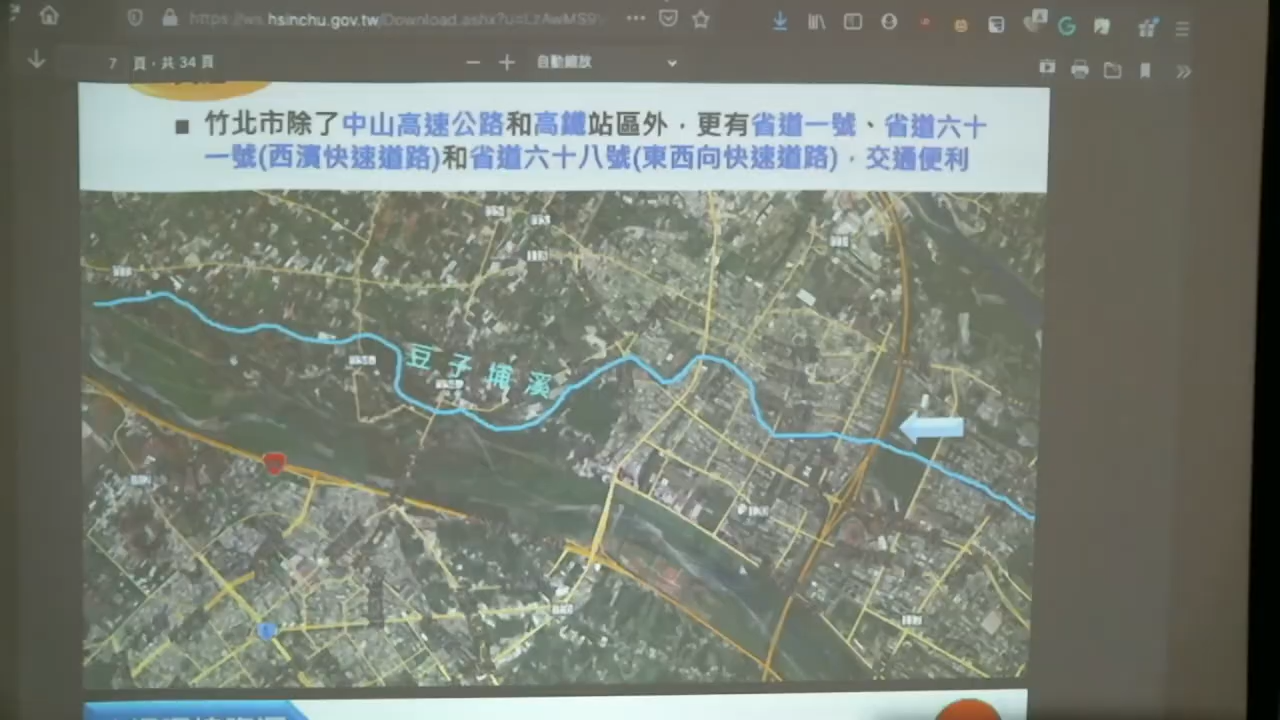 https://ws.hsinchu.gov.tw/Download.ashx?u=LzAwMS9
7 頁,共 34 頁
自動縮放
竹北市除了中山高速公路和高鐵站區外,更有省道一號、省道六十
一號(西濱快速道路)和省道六十八號(東西向快速道路),交通便利
豆子埔溪